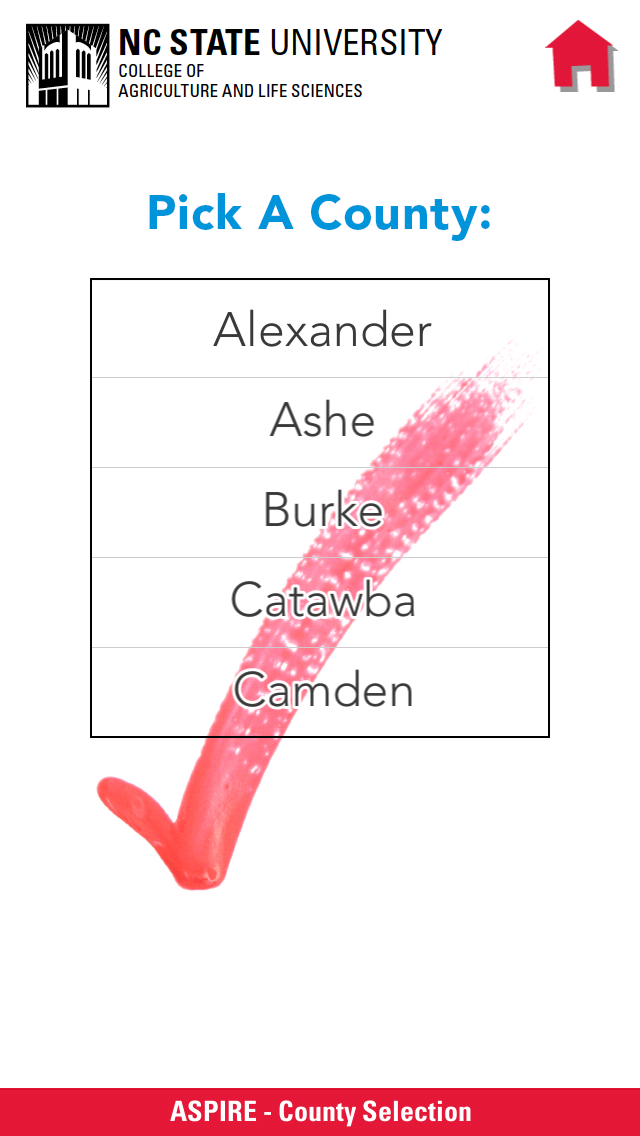 NC STATE UNIVERSITY
COLLEGE OF
AGRICULTURE AND LIFE SCIENCES
Pick A County:
Alexander
Ashe
Burke
Catawba
Camden
ASPIRE - County Selection